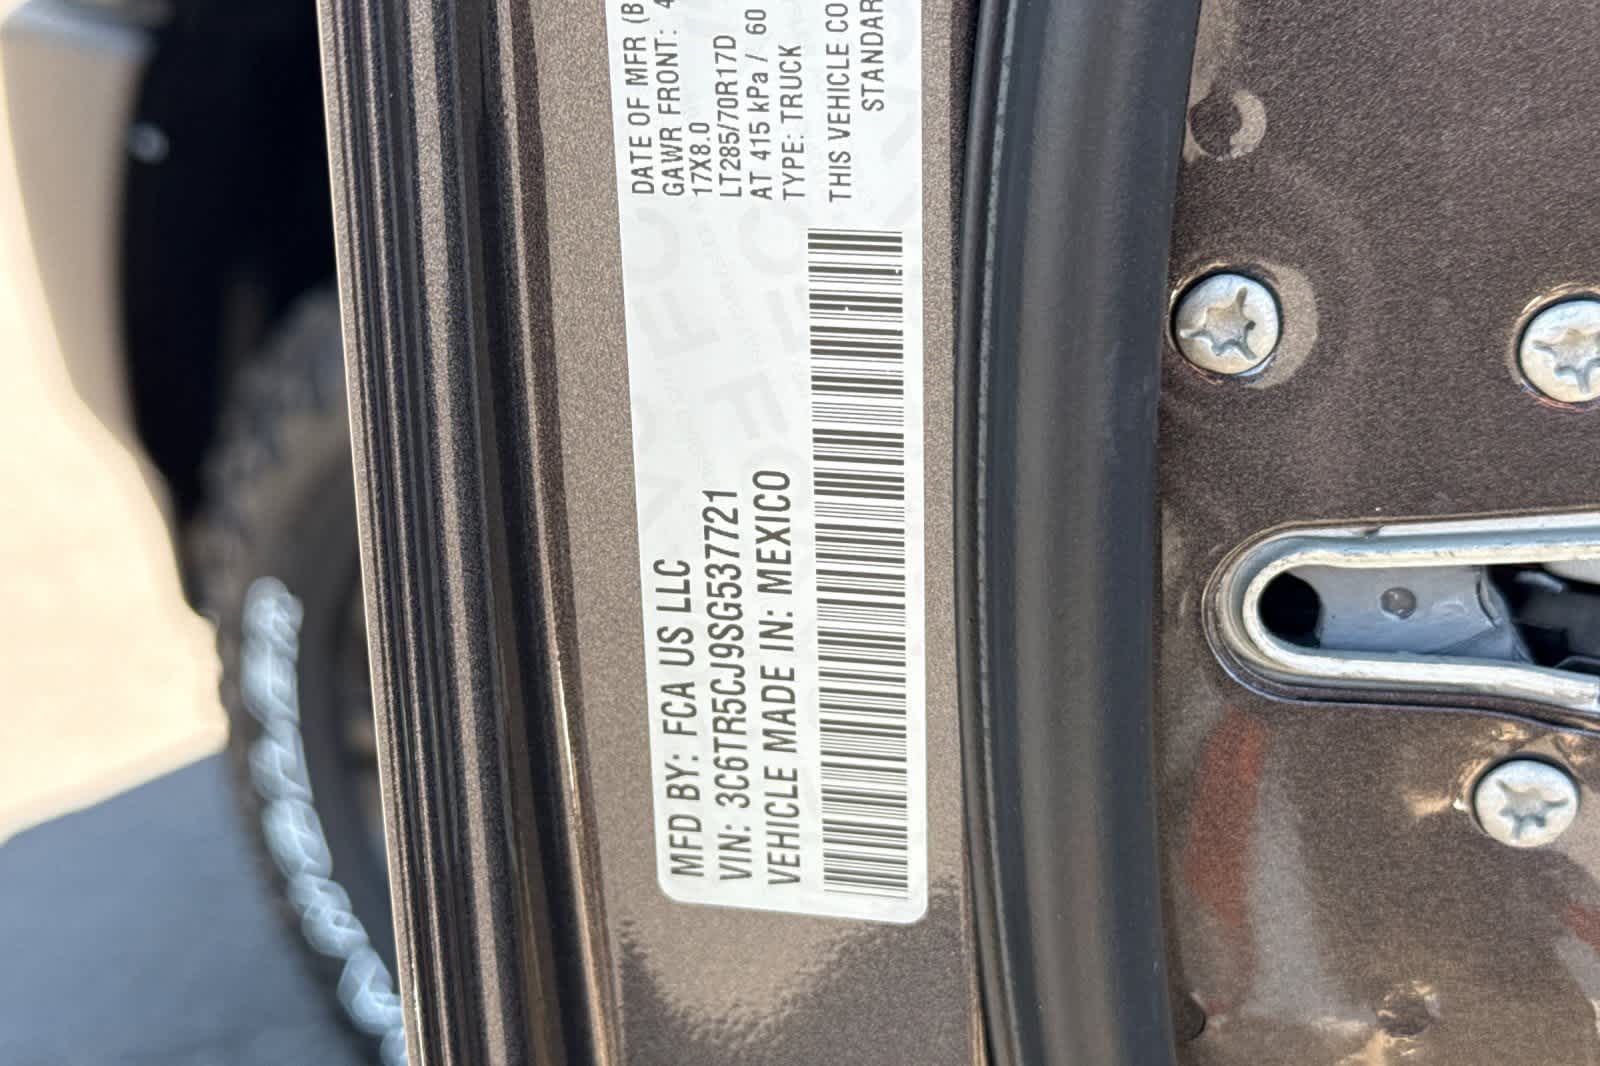 MFD BY: FCA US LLC
VIN: 3C6TR5CJ9SG537721
VEHICLE MADE IN: MEXICO
DATE OF MFR (B
GAWR FRONT: 4
17X8.0
LT285/70R17D
AT 415 kPa / 60
TYPE: TRUCK
THIS VEHICLE CO
STANDAR